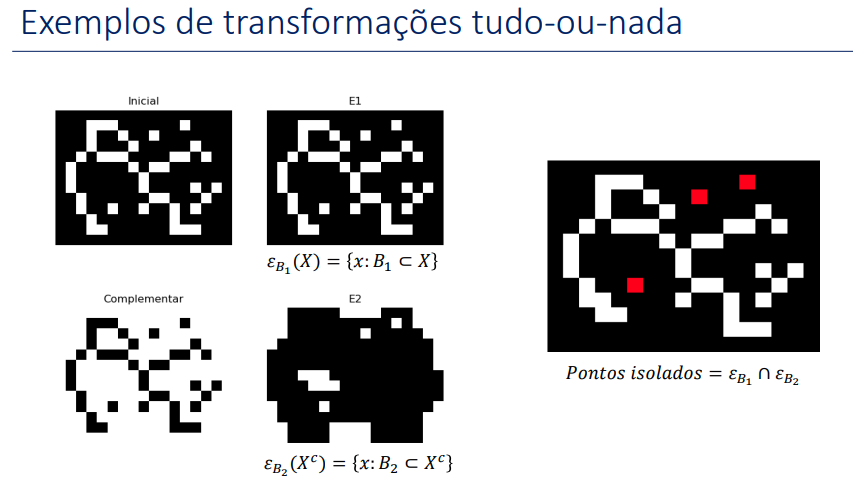 Exemplos de transformações tudo-ou-nada
Inicial
E1
ε_{B_1}(X) = {x: B_1 ⊂ X}
Complementar
E2
ε_{B_2}(X^c) = {x: B_2 ⊂ X^c}
Pontos isolados = ε_{B_1} ∩ ε_{B_2}